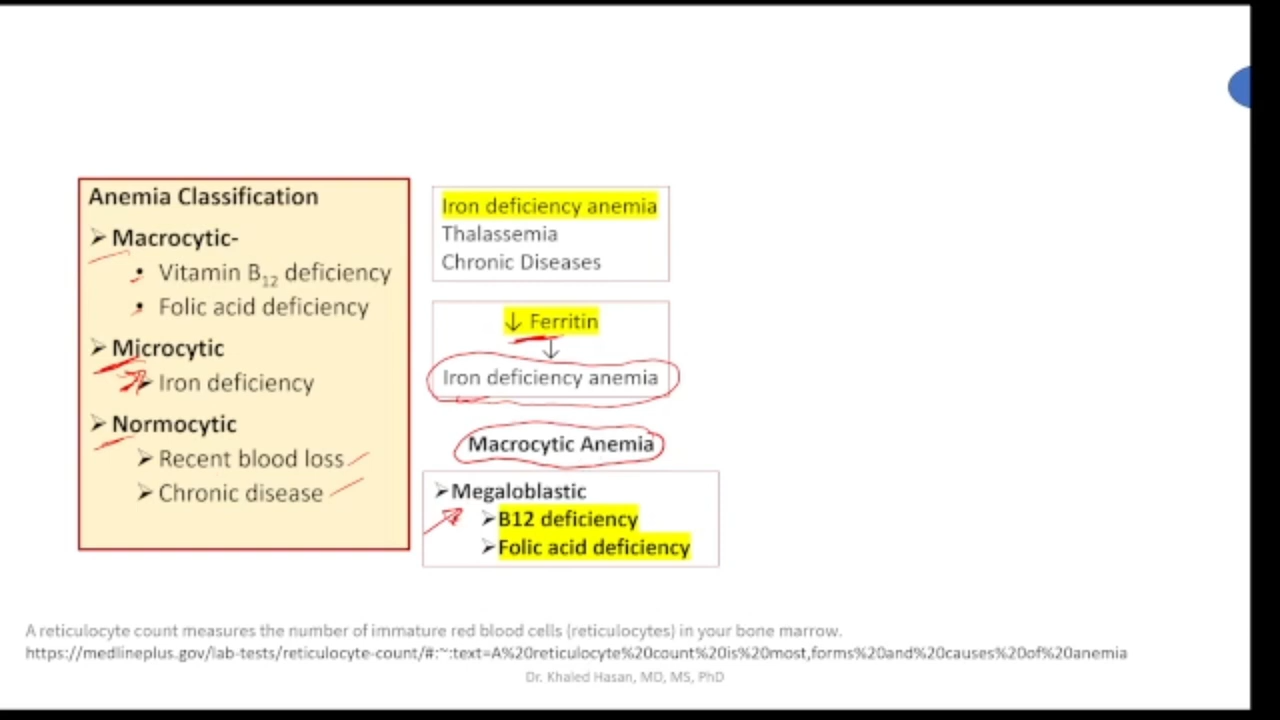 Anemia Classification
➢ Macrocytic-
• Vitamin B12 deficiency
• Folic acid deficiency
➢ Microcytic
➢ Iron deficiency
➢ Normocytic
➢ Recent blood loss
➢ Chronic disease
Iron deficiency anemia
Thalassemia
Chronic Diseases
↓ Ferritin
↓
Iron deficiency anemia
Macrocytic Anemia
➢Megaloblastic
➢B12 deficiency
➢Folic acid deficiency
A reticulocyte count measures the number of immature red blood cells (reticulocytes) in your bone marrow.
https://medlineplus.gov/lab-tests/reticulocyte-count/#:~:text=A%20reticulocyte%20count%20is%20most,forms%20and%20causes%20of%20anemia
Dr. Khaled Hasan, MD, MS, PhD